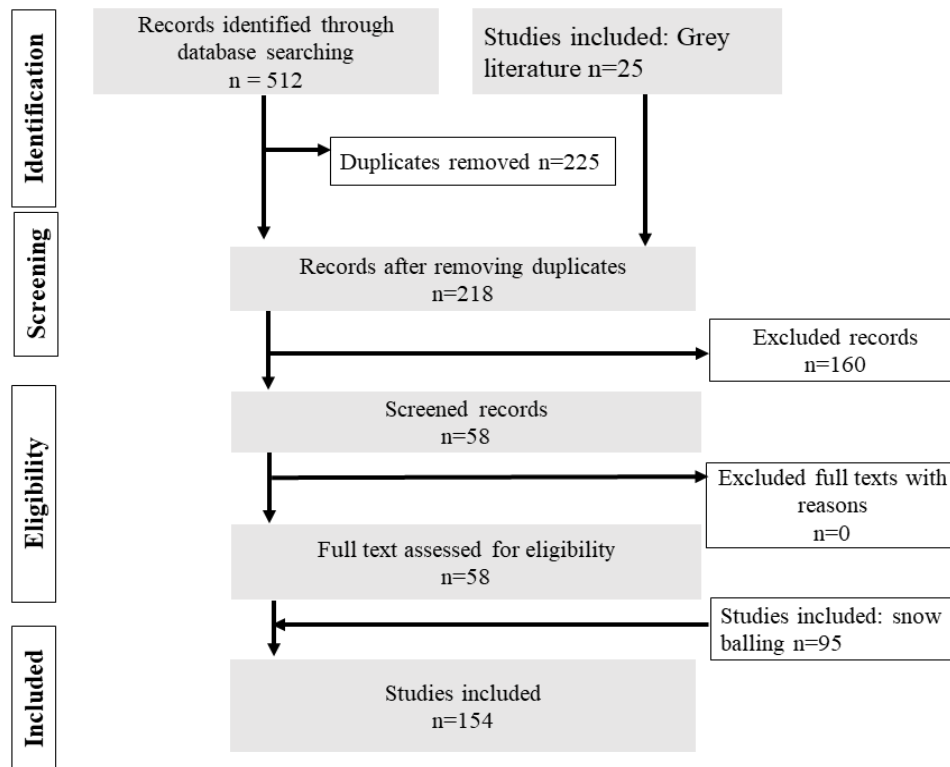 Identification
Records identified through
database searching
n = 512
Studies included: Grey
literature n=25
Duplicates removed n=225
Screening
Records after removing duplicates
n=218
Excluded records
n=160
Eligibility
Screened records
n=58
Excluded full texts with
reasons
n=0
Full text assessed for eligibility
n=58
Included
Studies included: snow
balling n=95
Studies included
n=154